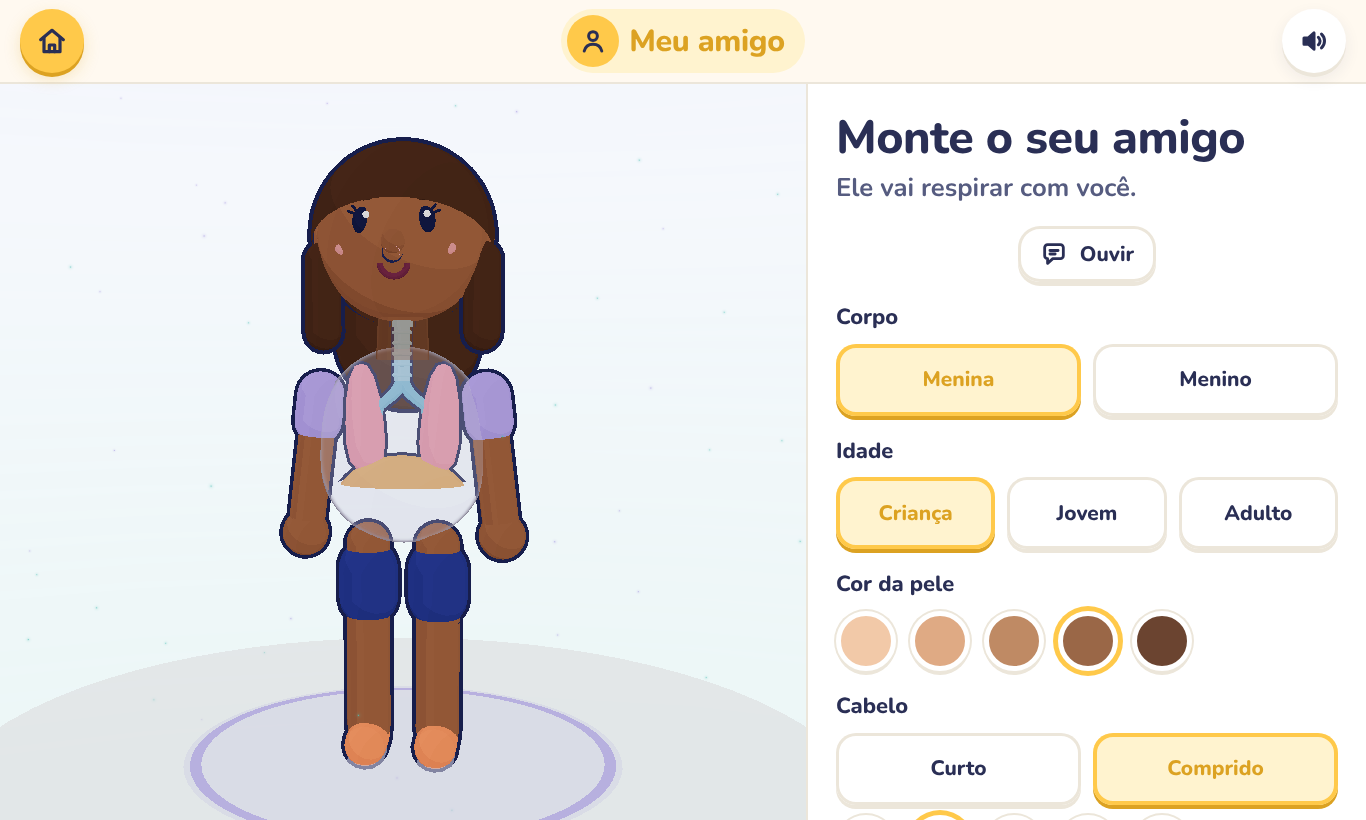 Meu amigo
Monte o seu amigo
Ele vai respirar com você.
Ouvir
Corpo
Menina
Menino
Idade
Criança
Jovem
Adulto
Cor da pele
Cabelo
Curto
Comprido